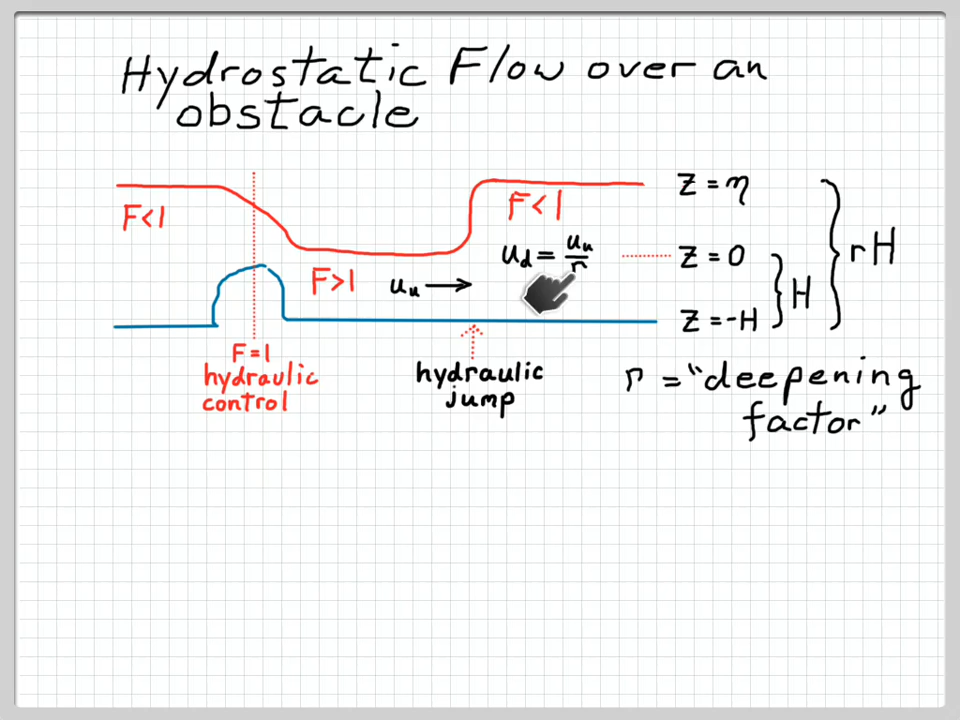 Hydrostatic Flow over an
obstacle
F<1
F<1
z = η
u_d = u_u/r
z = 0
rH
F>1
u_u →
H
z = -H
F=1
hydraulic
control
hydraulic
jump
r = "deepening
factor"